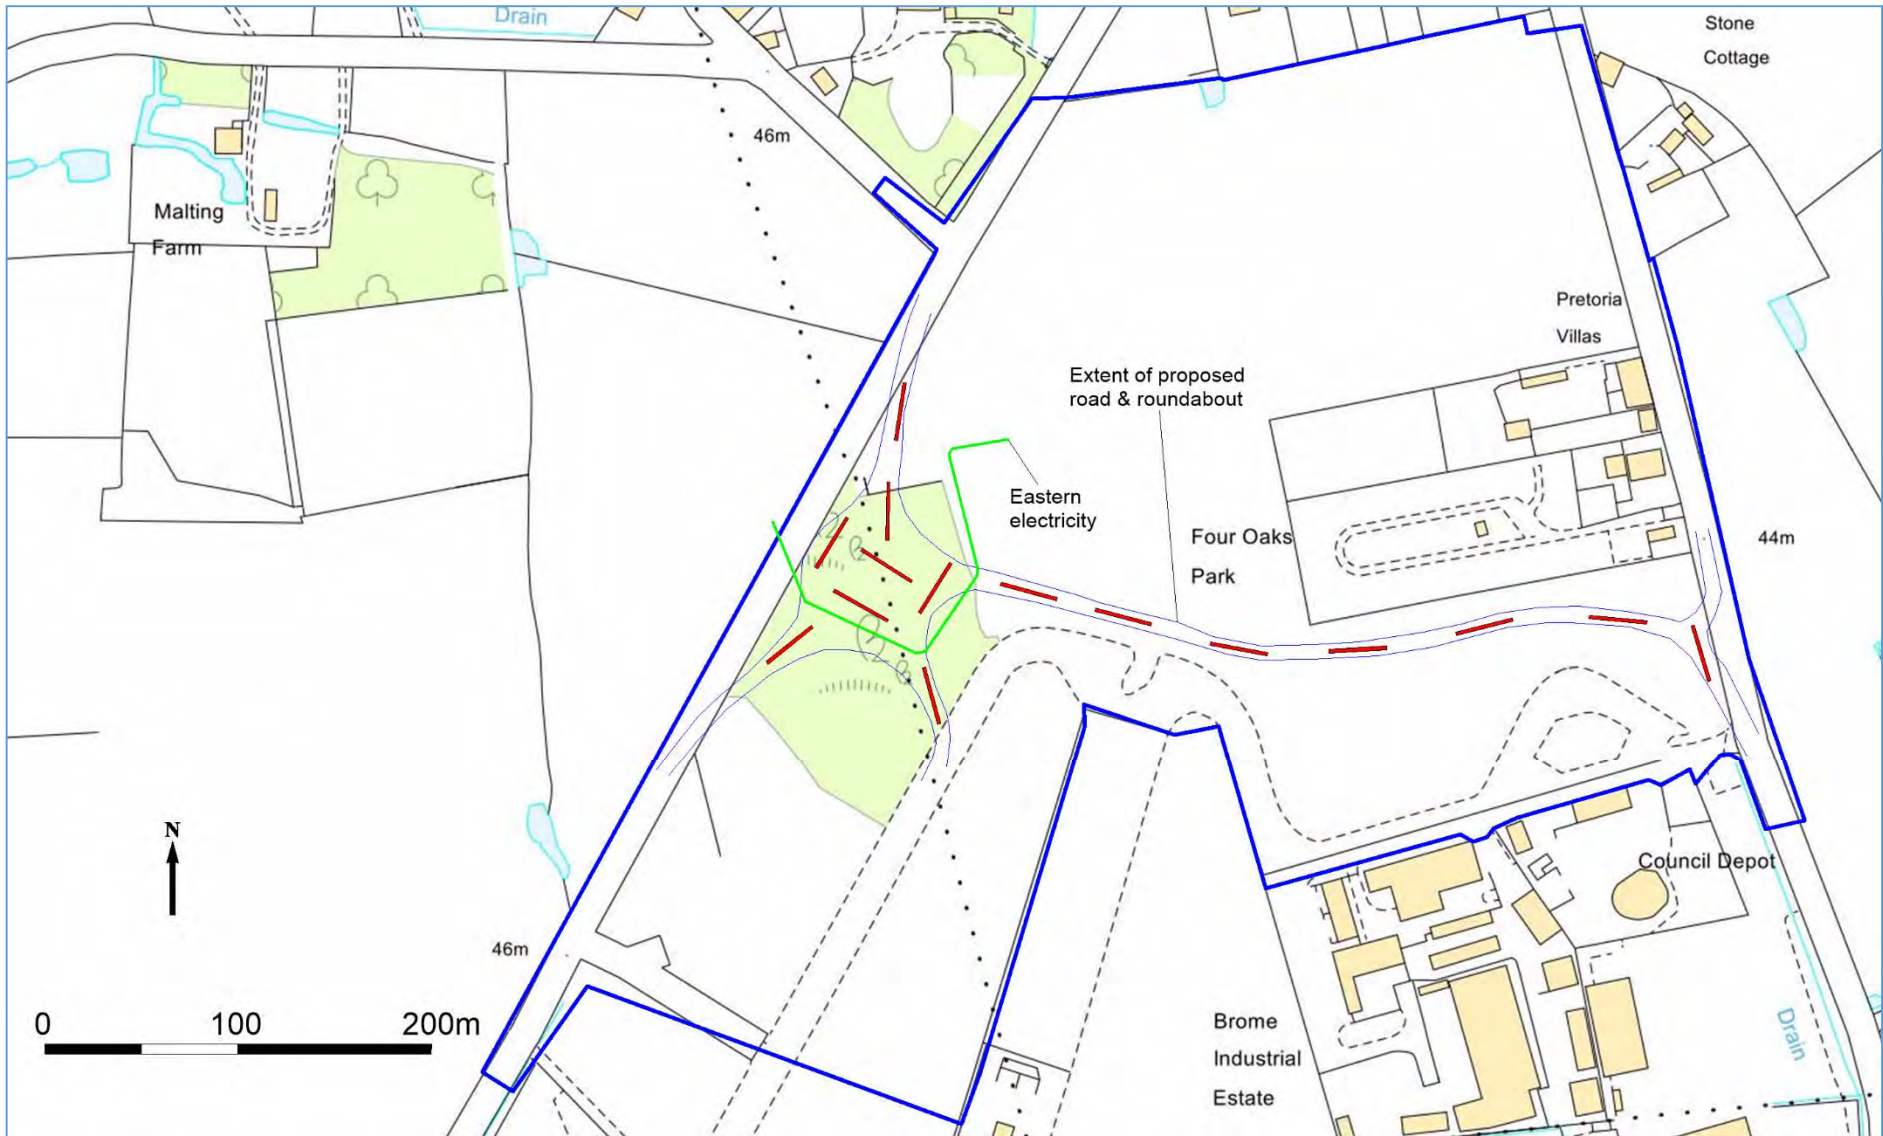 Drain
Stone
Cottage
46m
Malting
Farm
Pretoria
Villas
Extent of proposed
road & roundabout
Eastern
electricity
Four Oaks
Park
44m
N
Council Depot
46m
0 100 200m
Brome
Industrial
Estate
Drain